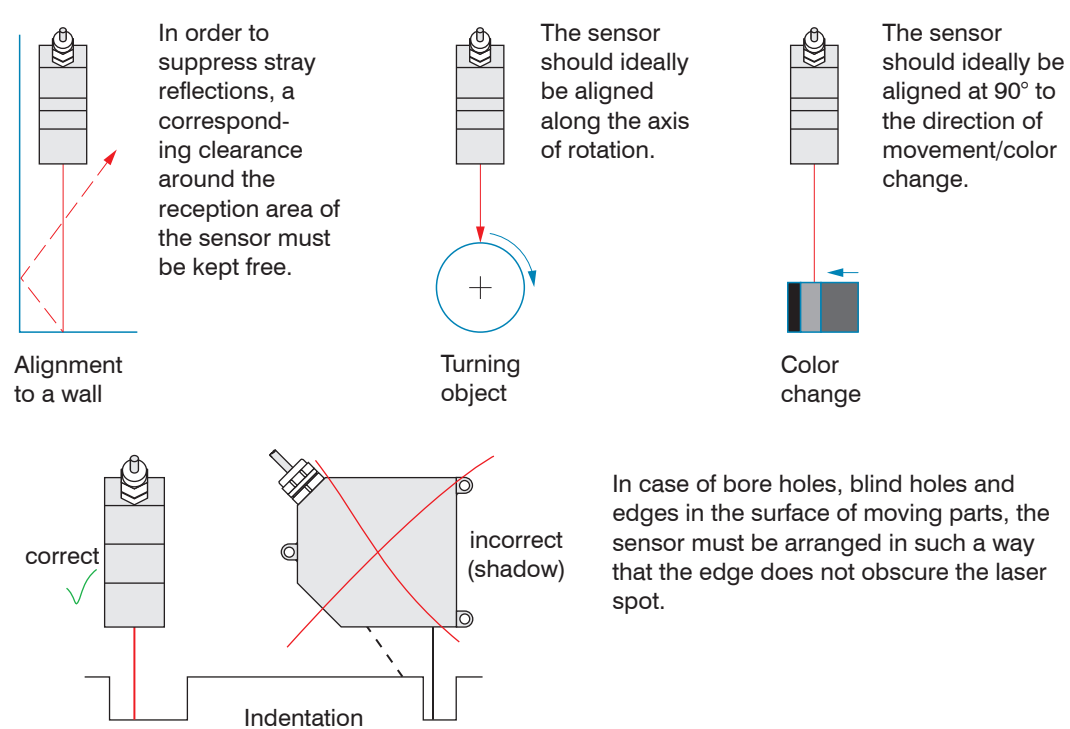 In order to
suppress stray
reflections, a
correspond-
ing clearance
around the
reception area of
the sensor must
be kept free.
Alignment
to a wall
The sensor
should ideally
be aligned
along the axis
of rotation.
Turning
object
The sensor
should ideally be
aligned at 90° to
the direction of
movement/color
change.
Color
change
correct
incorrect
(shadow)
Indentation
In case of bore holes, blind holes and
edges in the surface of moving parts, the
sensor must be arranged in such a way
that the edge does not obscure the laser
spot.